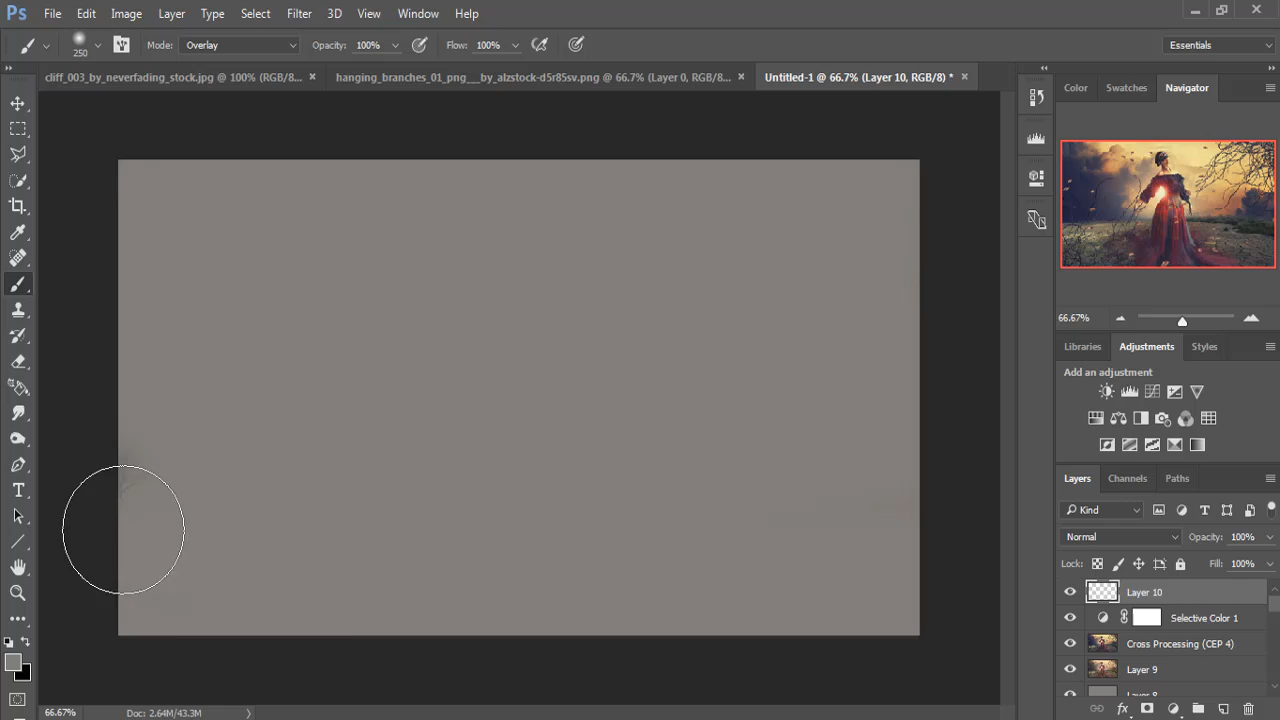 Ps File Edit Image Layer Type Select Filter 3D View Window Help
250 Mode: Overlay Opacity: 100% Flow: 100% Essentials
cliff_003_by_neverfading_stock.jpg @ 100% (RGB/8... × hanging_branches_01_png___by_alzstock-d5r85sv.png @ 66.7% (Layer 0, RGB/8... × Untitled-1 @ 66.7% (Layer 10, RGB/8) * ×
Color Swatches Navigator
66.67%
Libraries Adjustments Styles
Add an adjustment
Layers Channels Paths
Kind
Normal Opacity: 100%
Lock: Fill: 100%
Layer 10
Selective Color 1
Cross Processing (CEP 4)
Layer 9
Layer 8
66.67% Doc: 2.64M/43.3M